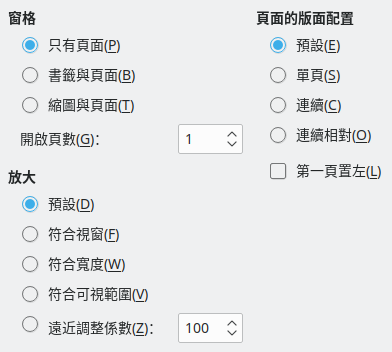 窗格
只有頁面(P)
書籤與頁面(B)
縮圖與頁面(T)
開啟頁數(G)：
1
放大
預設(D)
符合視窗(F)
符合寬度(W)
符合可視範圍(V)
遠近調整係數(Z)：
100
頁面的版面配置
預設(E)
單頁(S)
連續(C)
連續相對(O)
第一頁置左(L)